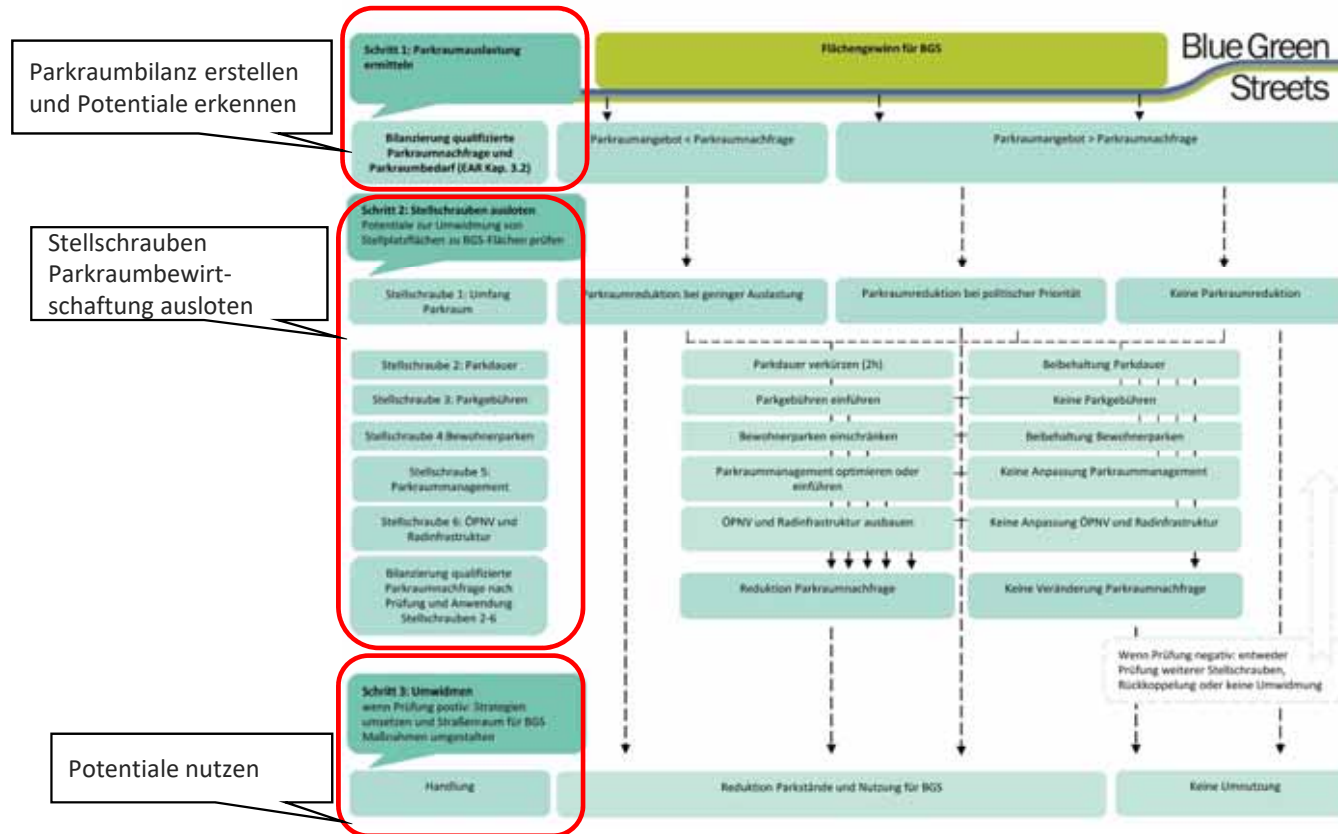 Parkraumbilanz erstellen
und Potentiale erkennen
Schritt 1: Parkraumauslastung
ermitteln
Flächengewinn für BGS
Blue Green
Streets
Bilanzierung qualifizierte
Parkraumnachfrage und
Parkraumbedarf (EAR Kap. 3.2)
Parkraumangebot < Parkraumnachfrage
Parkraumangebot > Parkraumnachfrage
Stellschrauben
Parkraumbewirt-
schaftung ausloten
Schritt 2: Stellschrauben ausloten
Potentiale zur Umwidmung von
Stellplatzflächen zu BGS-Flächen prüfen
Stellschraube 1: Umfang
Parkraum
Parkraumreduktion bei geringer Auslastung
Parkraumreduktion bei politischer Priorität
Keine Parkraumreduktion
Stellschraube 2: Parkdauer
Parkdauer verkürzen (2h)
Beibehaltung Parkdauer
Stellschraube 3: Parkgebühren
Parkgebühren einführen
Keine Parkgebühren
Stellschraube 4:Bewohnerparken
Bewohnerparken einschränken
Beibehaltung Bewohnerparken
Stellschraube 5:
Parkraummanagement
Parkraummanagement optimieren oder
einführen
Keine Anpassung Parkraummanagement
Stellschraube 6: ÖPNV und
Radinfrastruktur
ÖPNV und Radinfrastruktur ausbauen
Keine Anpassung ÖPNV und Radinfrastruktur
Bilanzierung qualifizierte
Parkraumnachfrage nach
Prüfung und Anwendung
Stellschrauben 2-6
Reduktion Parkraumnachfrage
Keine Veränderung Parkraumnachfrage
Wenn Prüfung negativ: entweder
Prüfung weiterer Stellschrauben,
Rückkoppelung oder keine Umwidmung
Schritt 3: Umwidmen
wenn Prüfung postiv: Strategien
umsetzen und Straßenraum für BGS
Maßnahmen umgestalten
Potentiale nutzen
Handlung
Reduktion Parkstände und Nutzung für BGS
Keine Umnutzung